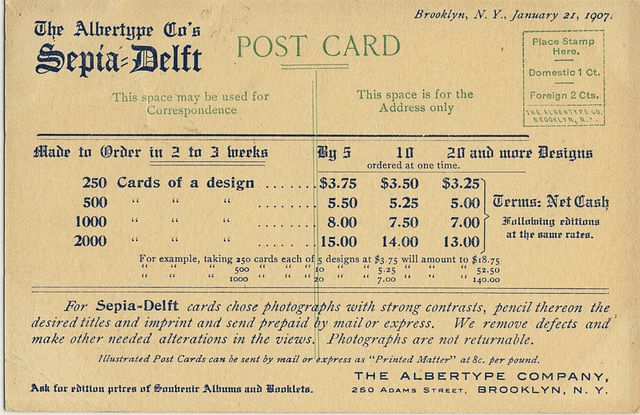 Brooklyn, N. Y., January 21, 1907.
The Albertype Co's
Sepia-Delft
POST CARD
Place Stamp
Here.
Domestic 1 Ct.
Foreign 2 Cts.
THE ALBERTYPE CO.
BROOKLYN, N. Y.
This space may be used for
Correspondence
This space is for the
Address only
Made to Order in 2 to 3 weeks By 5 10 20 and more Designs
ordered at one time.
250 Cards of a design ....... $3.75 $3.50 $3.25
500 " " " ........ 5.50 5.25 5.00
1000 " " " ........ 8.00 7.50 7.00
2000 " " " ........ 15.00 14.00 13.00
Terms: Net Cash
Following editions
at the same rates.
For example, taking 250 cards each of 5 designs at $3.75 will amount to $18.75
" " " 500 " " 10 " " 5.25 " " " 52.50
" " " 1000 " " 20 " " 7.00 " " " 140.00
For Sepia-Delft cards chose photographs with strong contrasts, pencil thereon the
desired titles and imprint and send prepaid by mail or express. We remove defects and
make other needed alterations in the views. Photographs are not returnable.
Illustrated Post Cards can be sent by mail or express as "Printed Matter" at 8c. per pound.
Ask for edition prices of Souvenir Albums and Booklets.
THE ALBERTYPE COMPANY,
250 ADAMS STREET, BROOKLYN, N. Y.